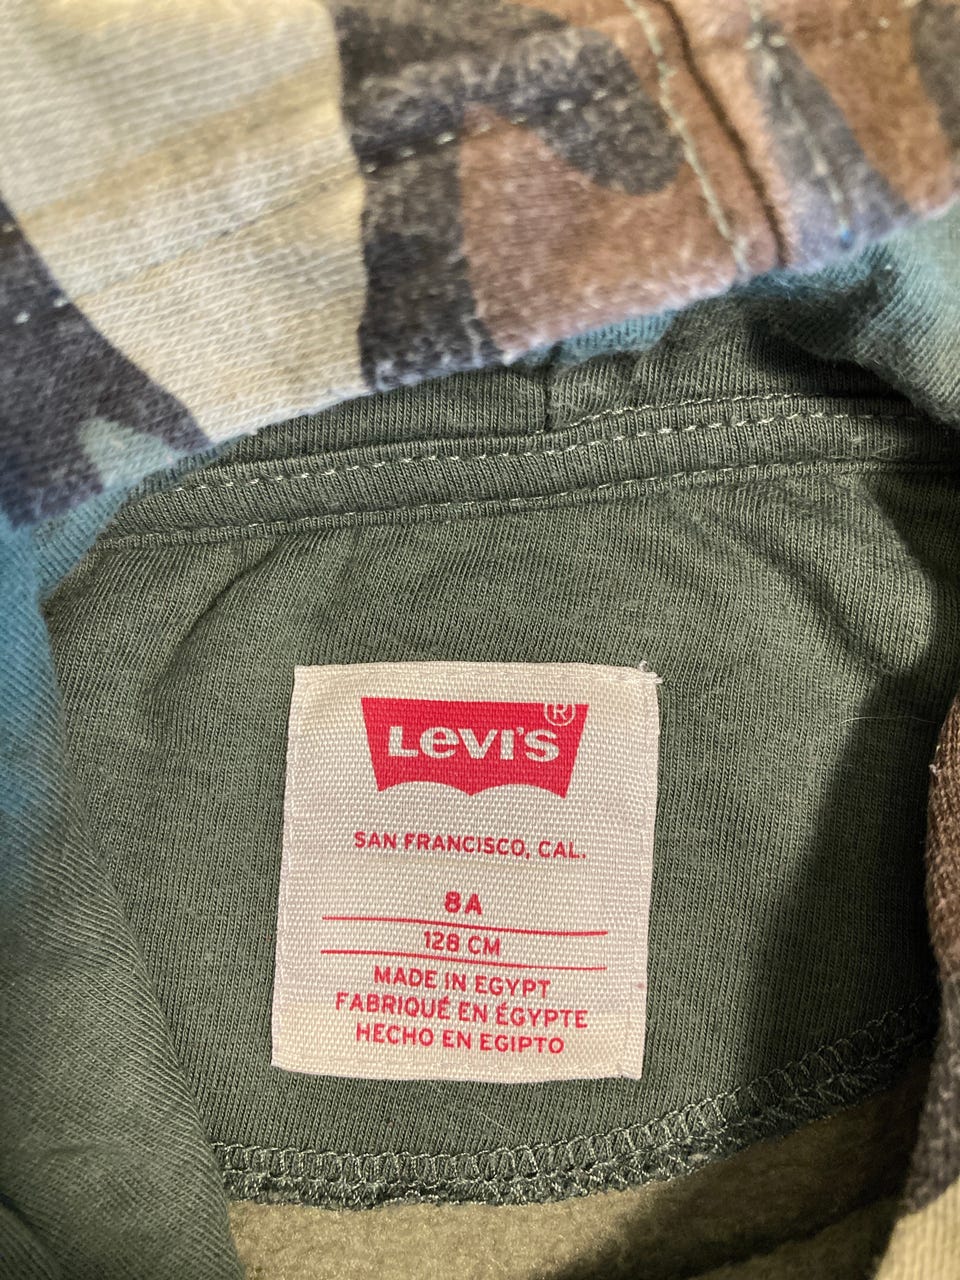 LEVI'S®
SAN FRANCISCO, CAL.
8A
128 CM
MADE IN EGYPT
FABRIQUÉ EN ÉGYPTE
HECHO EN EGIPTO